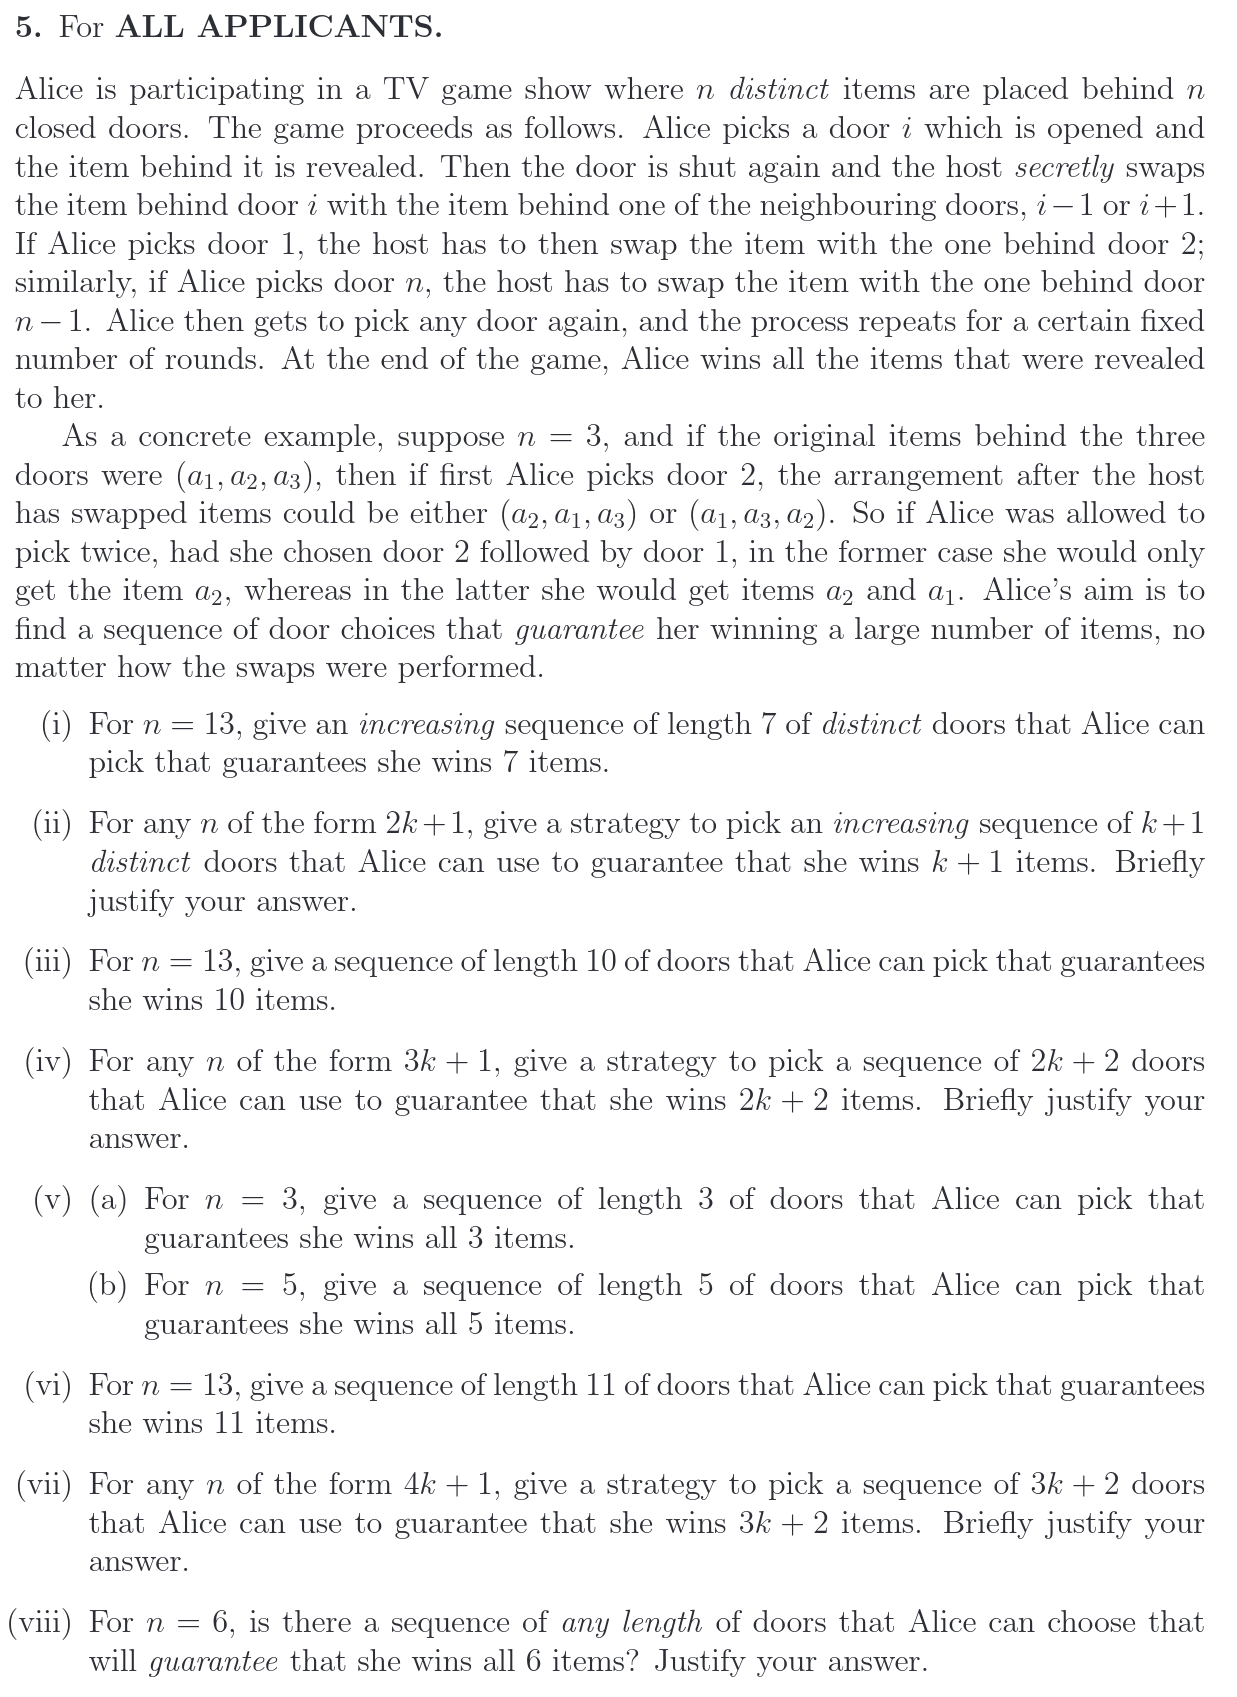 5. For ALL APPLICANTS.
Alice is participating in a TV game show where n distinct items are placed behind n
closed doors. The game proceeds as follows. Alice picks a door i which is opened and
the item behind it is revealed. Then the door is shut again and the host secretly swaps
the item behind door i with the item behind one of the neighbouring doors, i−1 or i+1.
If Alice picks door 1, the host has to then swap the item with the one behind door 2;
similarly, if Alice picks door n, the host has to swap the item with the one behind door
n − 1. Alice then gets to pick any door again, and the process repeats for a certain fixed
number of rounds. At the end of the game, Alice wins all the items that were revealed
to her.
As a concrete example, suppose n = 3, and if the original items behind the three
doors were (a₁, a₂, a₃), then if first Alice picks door 2, the arrangement after the host
has swapped items could be either (a₂, a₁, a₃) or (a₁, a₃, a₂). So if Alice was allowed to
pick twice, had she chosen door 2 followed by door 1, in the former case she would only
get the item a₂, whereas in the latter she would get items a₂ and a₁. Alice's aim is to
find a sequence of door choices that guarantee her winning a large number of items, no
matter how the swaps were performed.
(i) For n = 13, give an increasing sequence of length 7 of distinct doors that Alice can
pick that guarantees she wins 7 items.
(ii) For any n of the form 2k+1, give a strategy to pick an increasing sequence of k+1
distinct doors that Alice can use to guarantee that she wins k + 1 items. Briefly
justify your answer.
(iii) For n = 13, give a sequence of length 10 of doors that Alice can pick that guarantees
she wins 10 items.
(iv) For any n of the form 3k + 1, give a strategy to pick a sequence of 2k + 2 doors
that Alice can use to guarantee that she wins 2k + 2 items. Briefly justify your
answer.
(v) (a) For n = 3, give a sequence of length 3 of doors that Alice can pick that
guarantees she wins all 3 items.
(b) For n = 5, give a sequence of length 5 of doors that Alice can pick that
guarantees she wins all 5 items.
(vi) For n = 13, give a sequence of length 11 of doors that Alice can pick that guarantees
she wins 11 items.
(vii) For any n of the form 4k + 1, give a strategy to pick a sequence of 3k + 2 doors
that Alice can use to guarantee that she wins 3k + 2 items. Briefly justify your
answer.
(viii) For n = 6, is there a sequence of any length of doors that Alice can choose that
will guarantee that she wins all 6 items? Justify your answer.